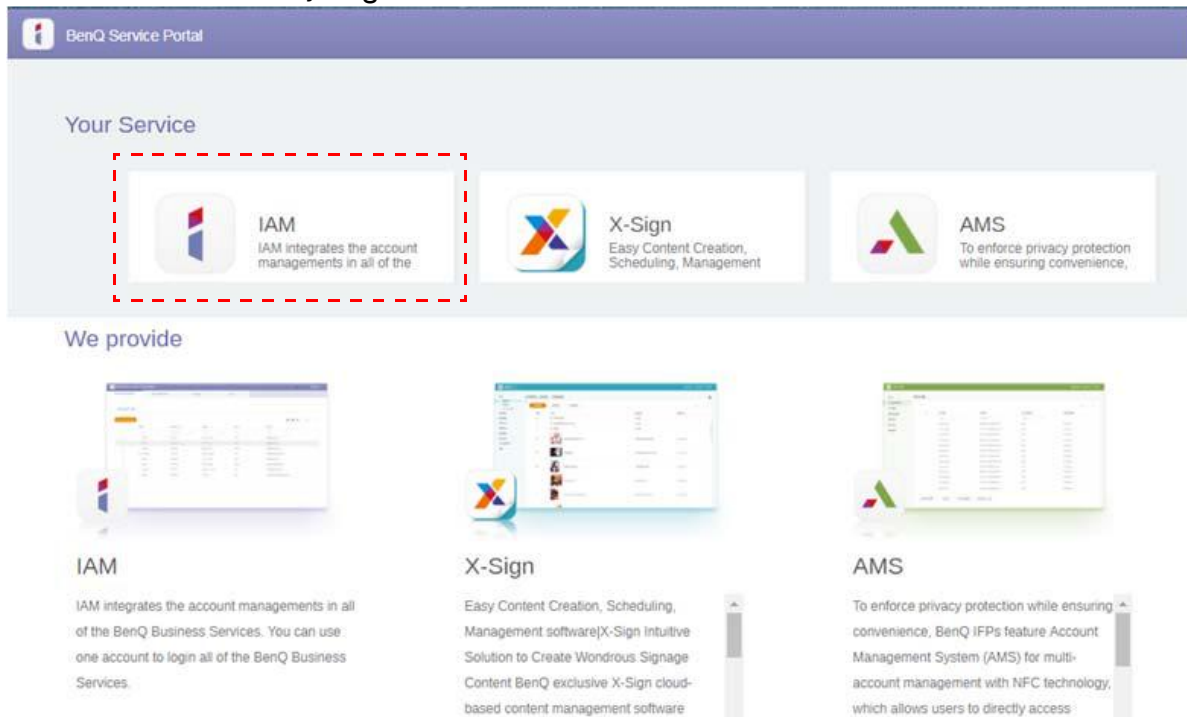 BenQ Service Portal
Your Service
IAM
IAM integrates the account
managements in all of the
X-Sign
Easy Content Creation,
Scheduling, Management
AMS
To enforce privacy protection
while ensuring convenience,
We provide
IAM
IAM integrates the account managements in all
of the BenQ Business Services. You can use
one account to login all of the BenQ Business
Services.
X-Sign
Easy Content Creation, Scheduling,
Management software|X-Sign Intuitive
Solution to Create Wondrous Signage
Content BenQ exclusive X-Sign cloud-
based content management software
AMS
To enforce privacy protection while ensuring
convenience, BenQ IFPs feature Account
Management System (AMS) for multi-
account management with NFC technology,
which allows users to directly access